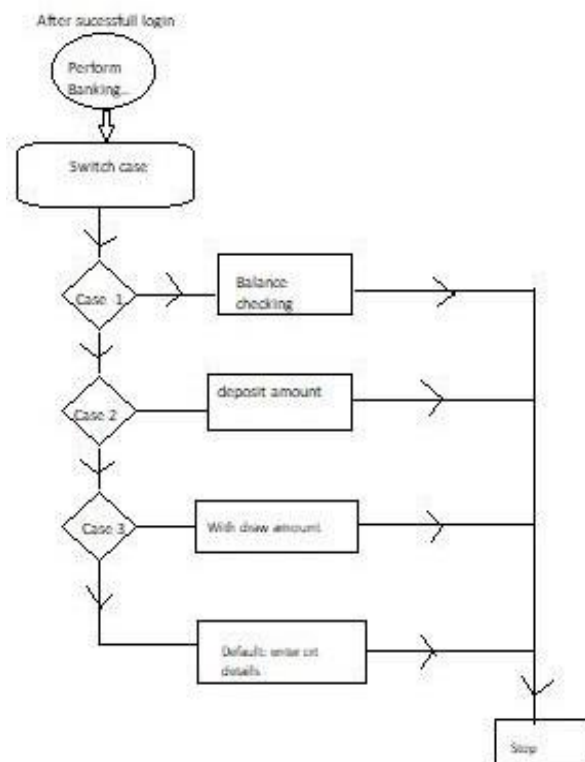 After sucessfull login
Perform
Banking...
Switch case
Case 1
Balance
checking
Case 2
deposit amount
Case 3
With draw amount
Default: enter crt
details
Stop